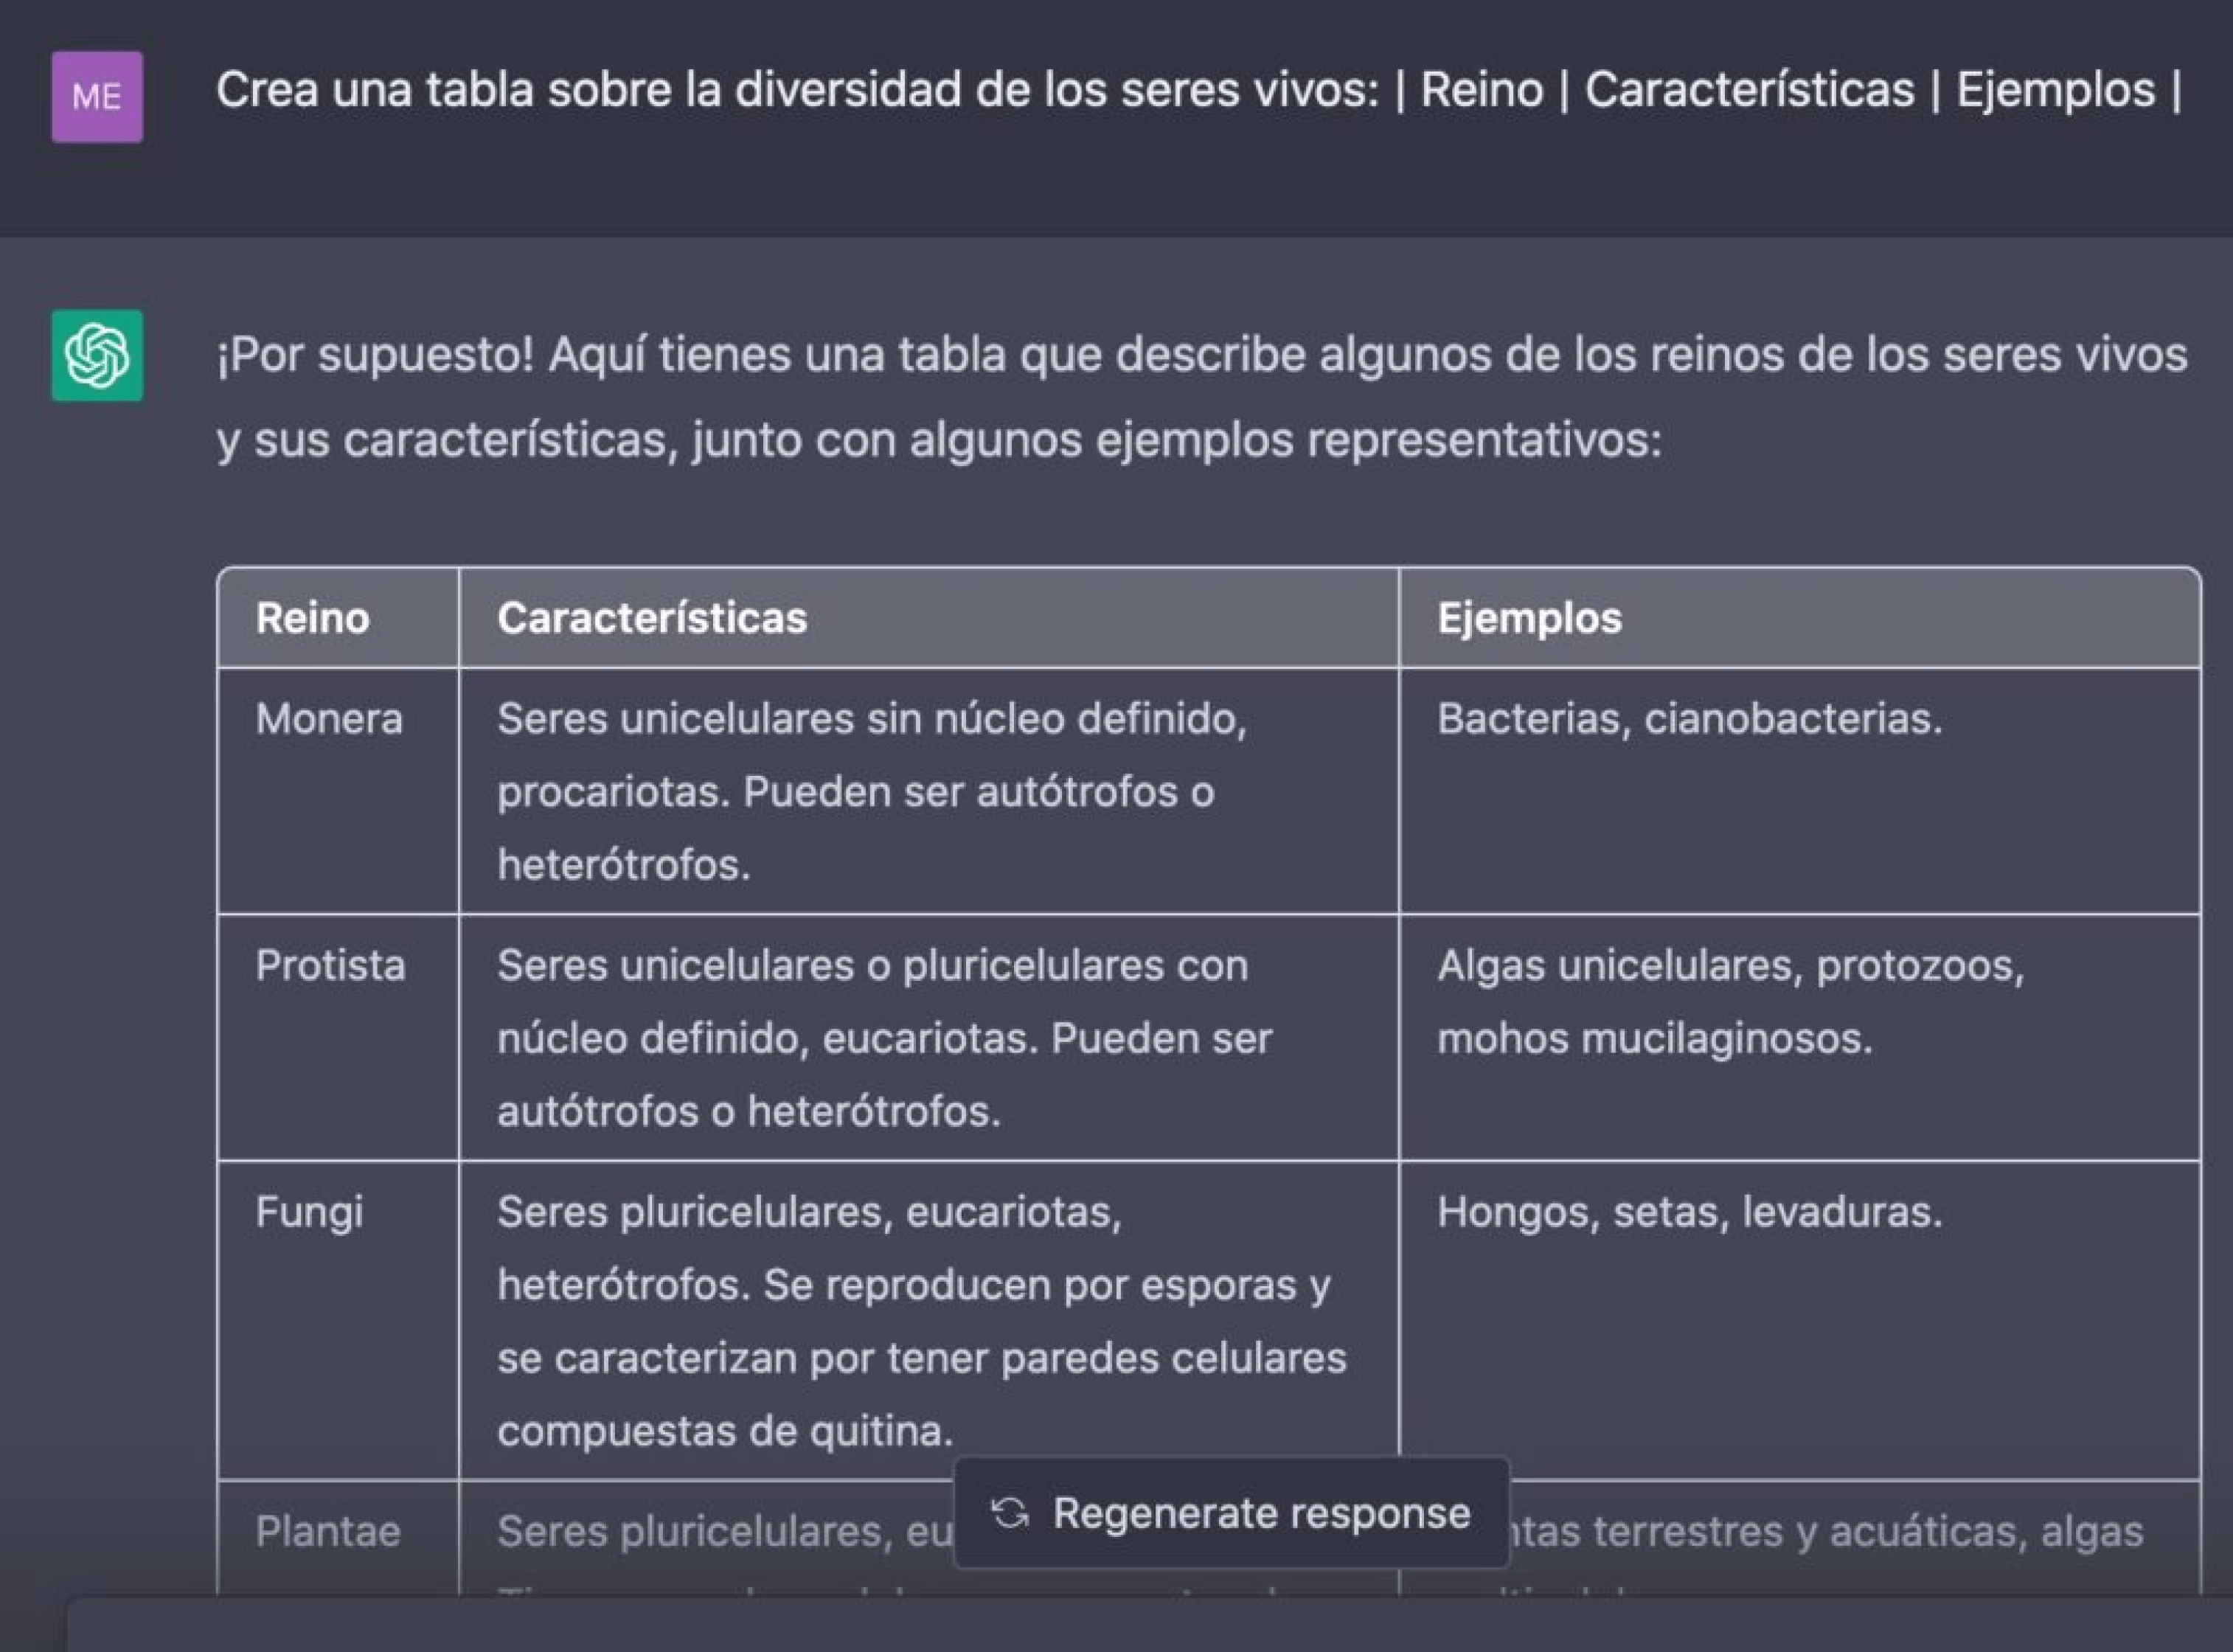 ME
Crea una tabla sobre la diversidad de los seres vivos: | Reino | Características | Ejemplos |
¡Por supuesto! Aquí tienes una tabla que describe algunos de los reinos de los seres vivos
y sus características, junto con algunos ejemplos representativos:
Reino Características Ejemplos
Monera Seres unicelulares sin núcleo definido, Bacterias, cianobacterias.
procariotas. Pueden ser autótrofos o
heterótrofos.
Protista Seres unicelulares o pluricelulares con Algas unicelulares, protozoos,
núcleo definido, eucariotas. Pueden ser mohos mucilaginosos.
autótrofos o heterótrofos.
Fungi Seres pluricelulares, eucariotas, Hongos, setas, levaduras.
heterótrofos. Se reproducen por esporas y
se caracterizan por tener paredes celulares
compuestas de quitina.
Regenerate response
Plantae Seres pluricelulares, terrestres y acuáticas, algas